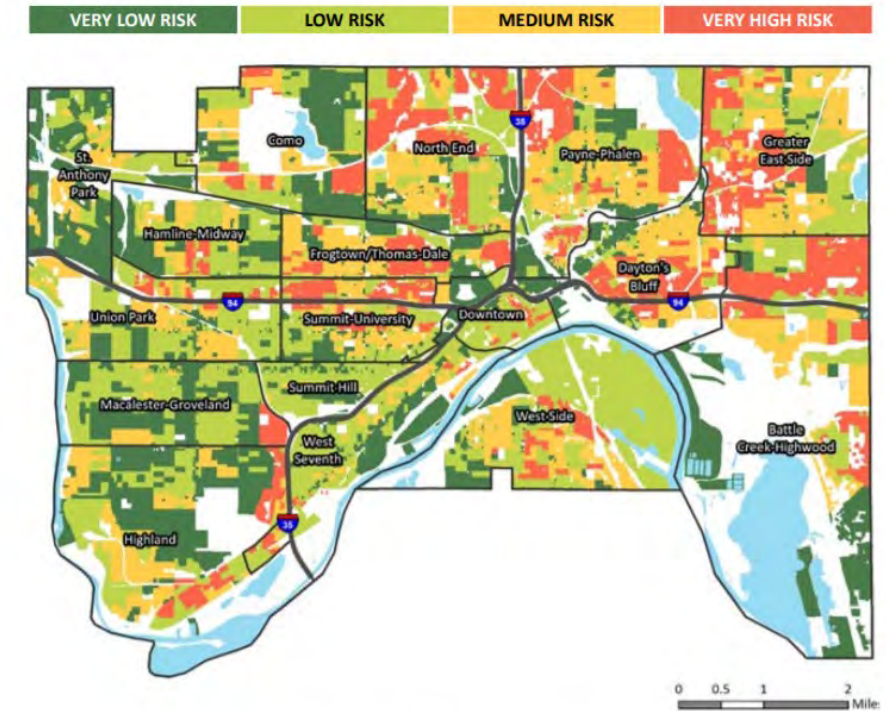 VERY LOW RISK
LOW RISK
MEDIUM RISK
VERY HIGH RISK
Como
St.
Anthony
Park
North End
35
Payne-Phalen
Greater
East-Side
Hamline-Midway
Frogtown/Thomas-Dale
Dayton's
Bluff
94
94
Union Park
Summit-University
Downtown
Summit-Hill
Macalester-Groveland
West
Seventh
West-Side
Battle
Creek-Highwood
35
Highland
0 0.5 1 2
Miles